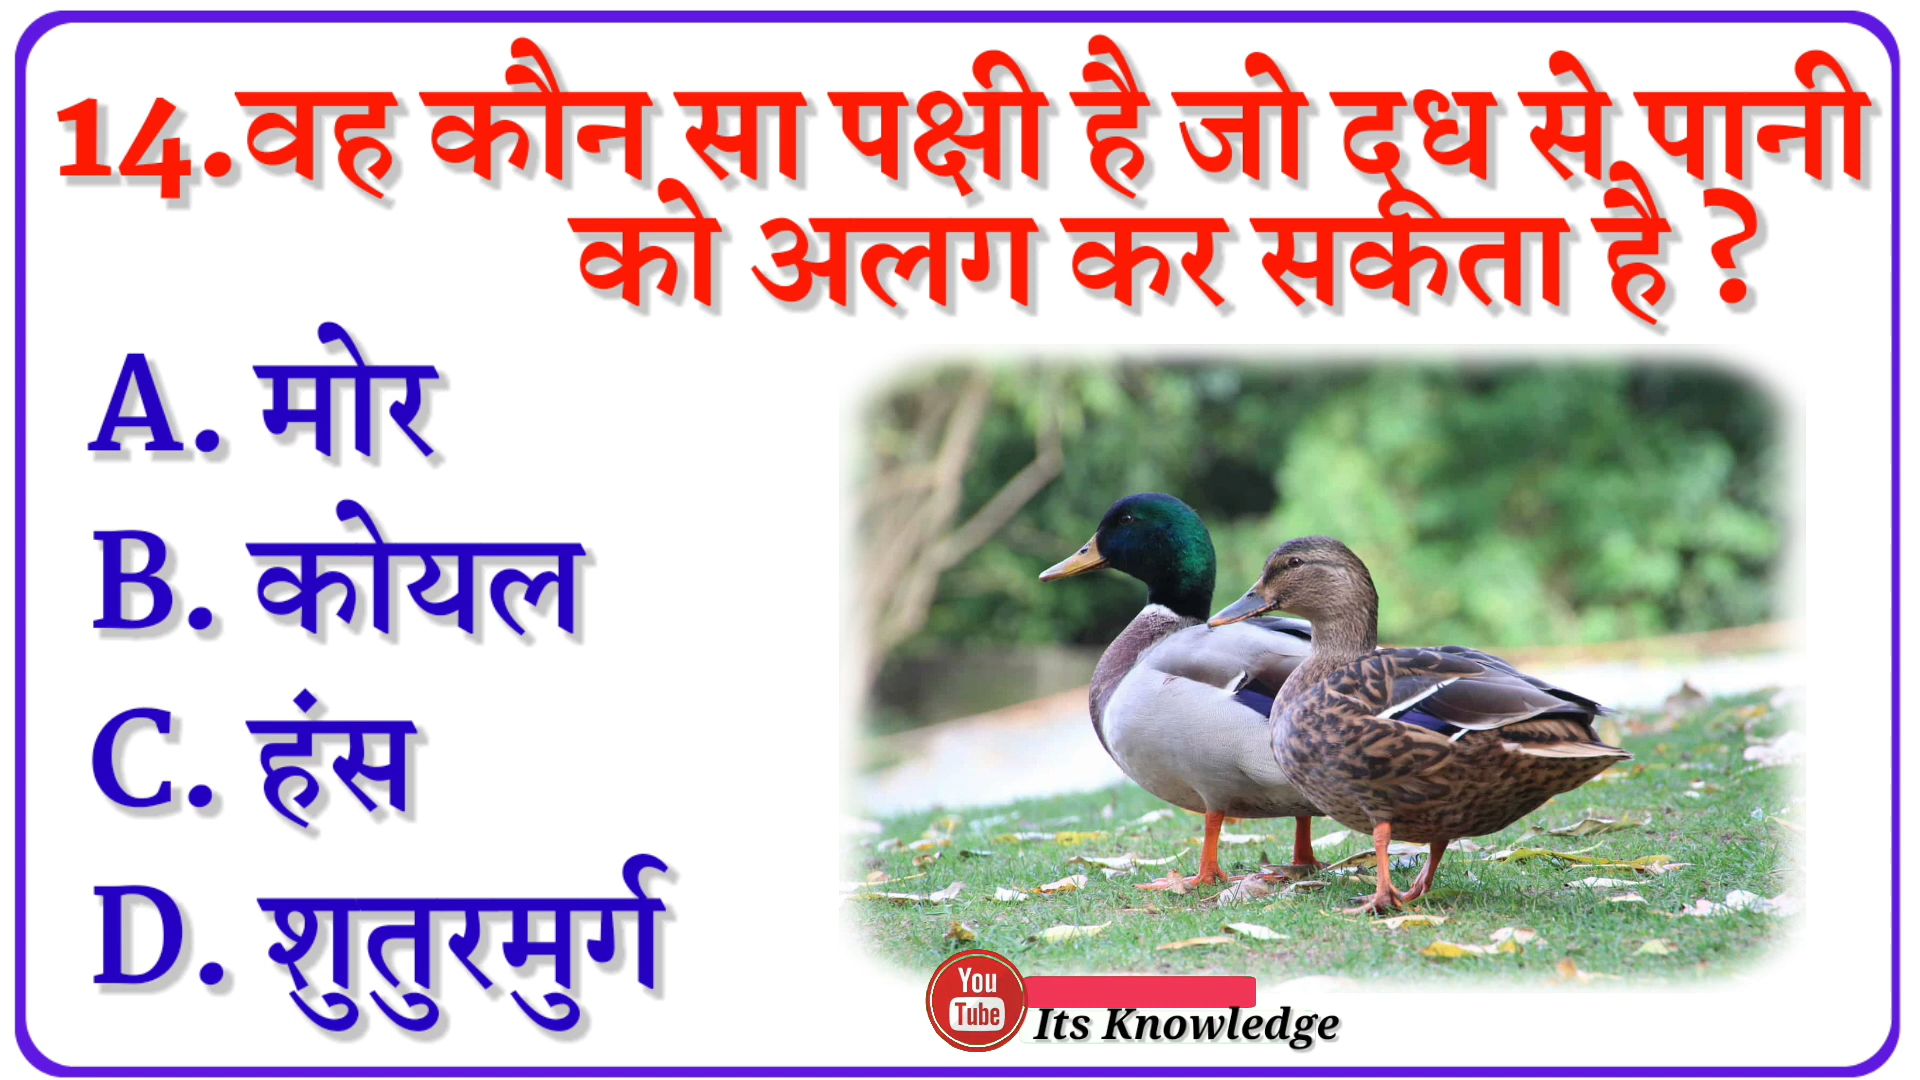 14.वह कौन सा पक्षी है जो दूध से पानी
को अलग कर सकता है ?
A. मोर
B. कोयल
C. हंस
D. शुतुरमुर्ग
You
Tube
Its Knowledge